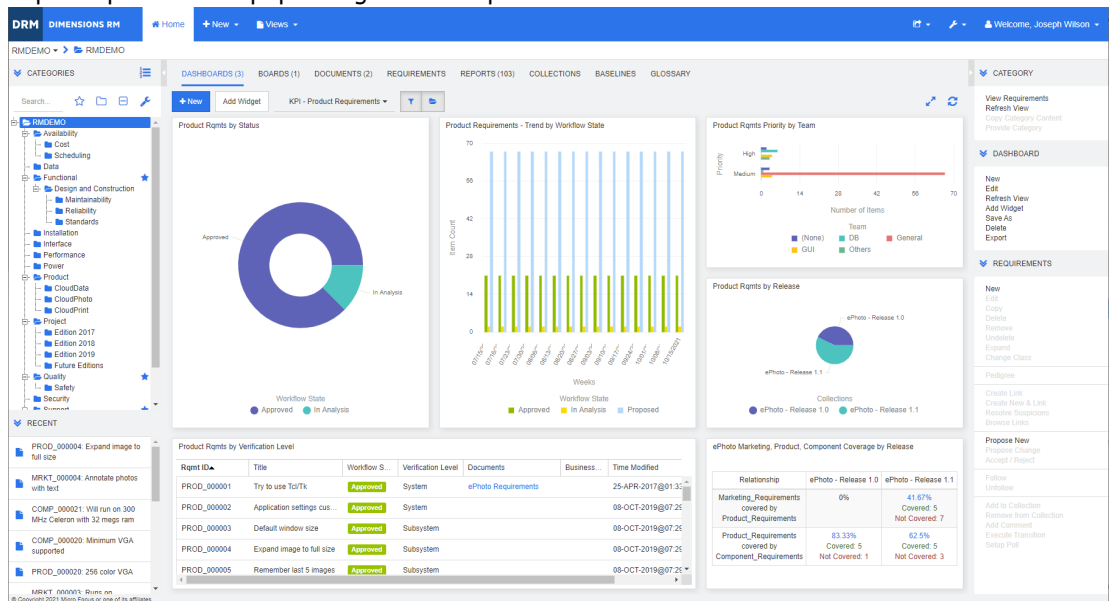 DRM DIMENSIONS RM Home + New Views Welcome, Joseph Wilson
RMDEMO > RMDEMO
CATEGORIES
Search...
RMDEMO
Availability
Cost
Scheduling
Data
Functional
Design and Construction
Maintainability
Reliability
Standards
Installation
Interface
Performance
Power
Product
CloudData
CloudPhoto
CloudPrint
Project
Edition 2017
Edition 2018
Edition 2019
Future Editions
Quality
Safety
Security
RECENT
PROD_000004: Expand image to
full size
MRKT_000004: Annotate photos
with text
COMP_000021: Will run on 300
MHz Celeron with 32 megs ram
COMP_000020: Minimum VGA
supported
PROD_000020: 256 color VGA
MRKT_000003: Runs on
© Copyright 2021 Micro Focus or one of its affiliates
DASHBOARDS (3) BOARDS (1) DOCUMENTS (2) REQUIREMENTS REPORTS (103) COLLECTIONS BASELINES GLOSSARY
+ New Add Widget KPI - Product Requirements
Product Rqmts by Status
Approved
In Analysis
Workflow State
Approved In Analysis
Product Requirements - Trend by Workflow State
70
56
42
28
14
0
Item Count
Weeks
Workflow State
Approved In Analysis Proposed
Product Rqmts Priority by Team
Priority
High
Medium
0 14 28 42 56 70
Number of Items
Team
(None) DB General
GUI Others
Product Rqmts by Release
ePhoto - Release 1.0
ePhoto - Release 1.1
Collections
ePhoto - Release 1.0 ePhoto - Release 1.1
Product Rqmts by Verification Level
Rqmt ID Title Workflow S... Verification Level Documents Business... Time Modified
PROD_000001 Try to use Tcl/Tk Approved System ePhoto Requirements 25-APR-2017@01:33
PROD_000002 Application settings cus... Approved System 08-OCT-2019@07:29
PROD_000003 Default window size Approved Subsystem 08-OCT-2019@07:29
PROD_000004 Expand image to full size Approved Subsystem 08-OCT-2019@07:29
PROD_000005 Remember last 5 images Approved Subsystem 08-OCT-2019@07:29
ePhoto Marketing, Product, Component Coverage by Release
Relationship ePhoto - Release 1.0 ePhoto - Release 1.1
Marketing_Requirements 0% 41.67%
covered by Covered: 5
Product_Requirements Not Covered: 7
Product_Requirements 83.33% 62.5%
covered by Covered: 5 Covered: 5
Component_Requirements Not Covered: 1 Not Covered: 3
CATEGORY
View Requirements
Refresh View
Copy Category Content
Provide Category
DASHBOARD
New
Edit
Refresh View
Add Widget
Save As
Delete
Export
REQUIREMENTS
New
Edit
Copy
Delete
Remove
Undelete
Expand
Change Class
Pedigree
Create Link
Create New & Link
Resolve Suspicions
Browse Links
Propose New
Propose Change
Accept / Reject
Follow
Unfollow
Add to Collection
Remove from Collection
Add Comment
Execute Transition
Setup Poll